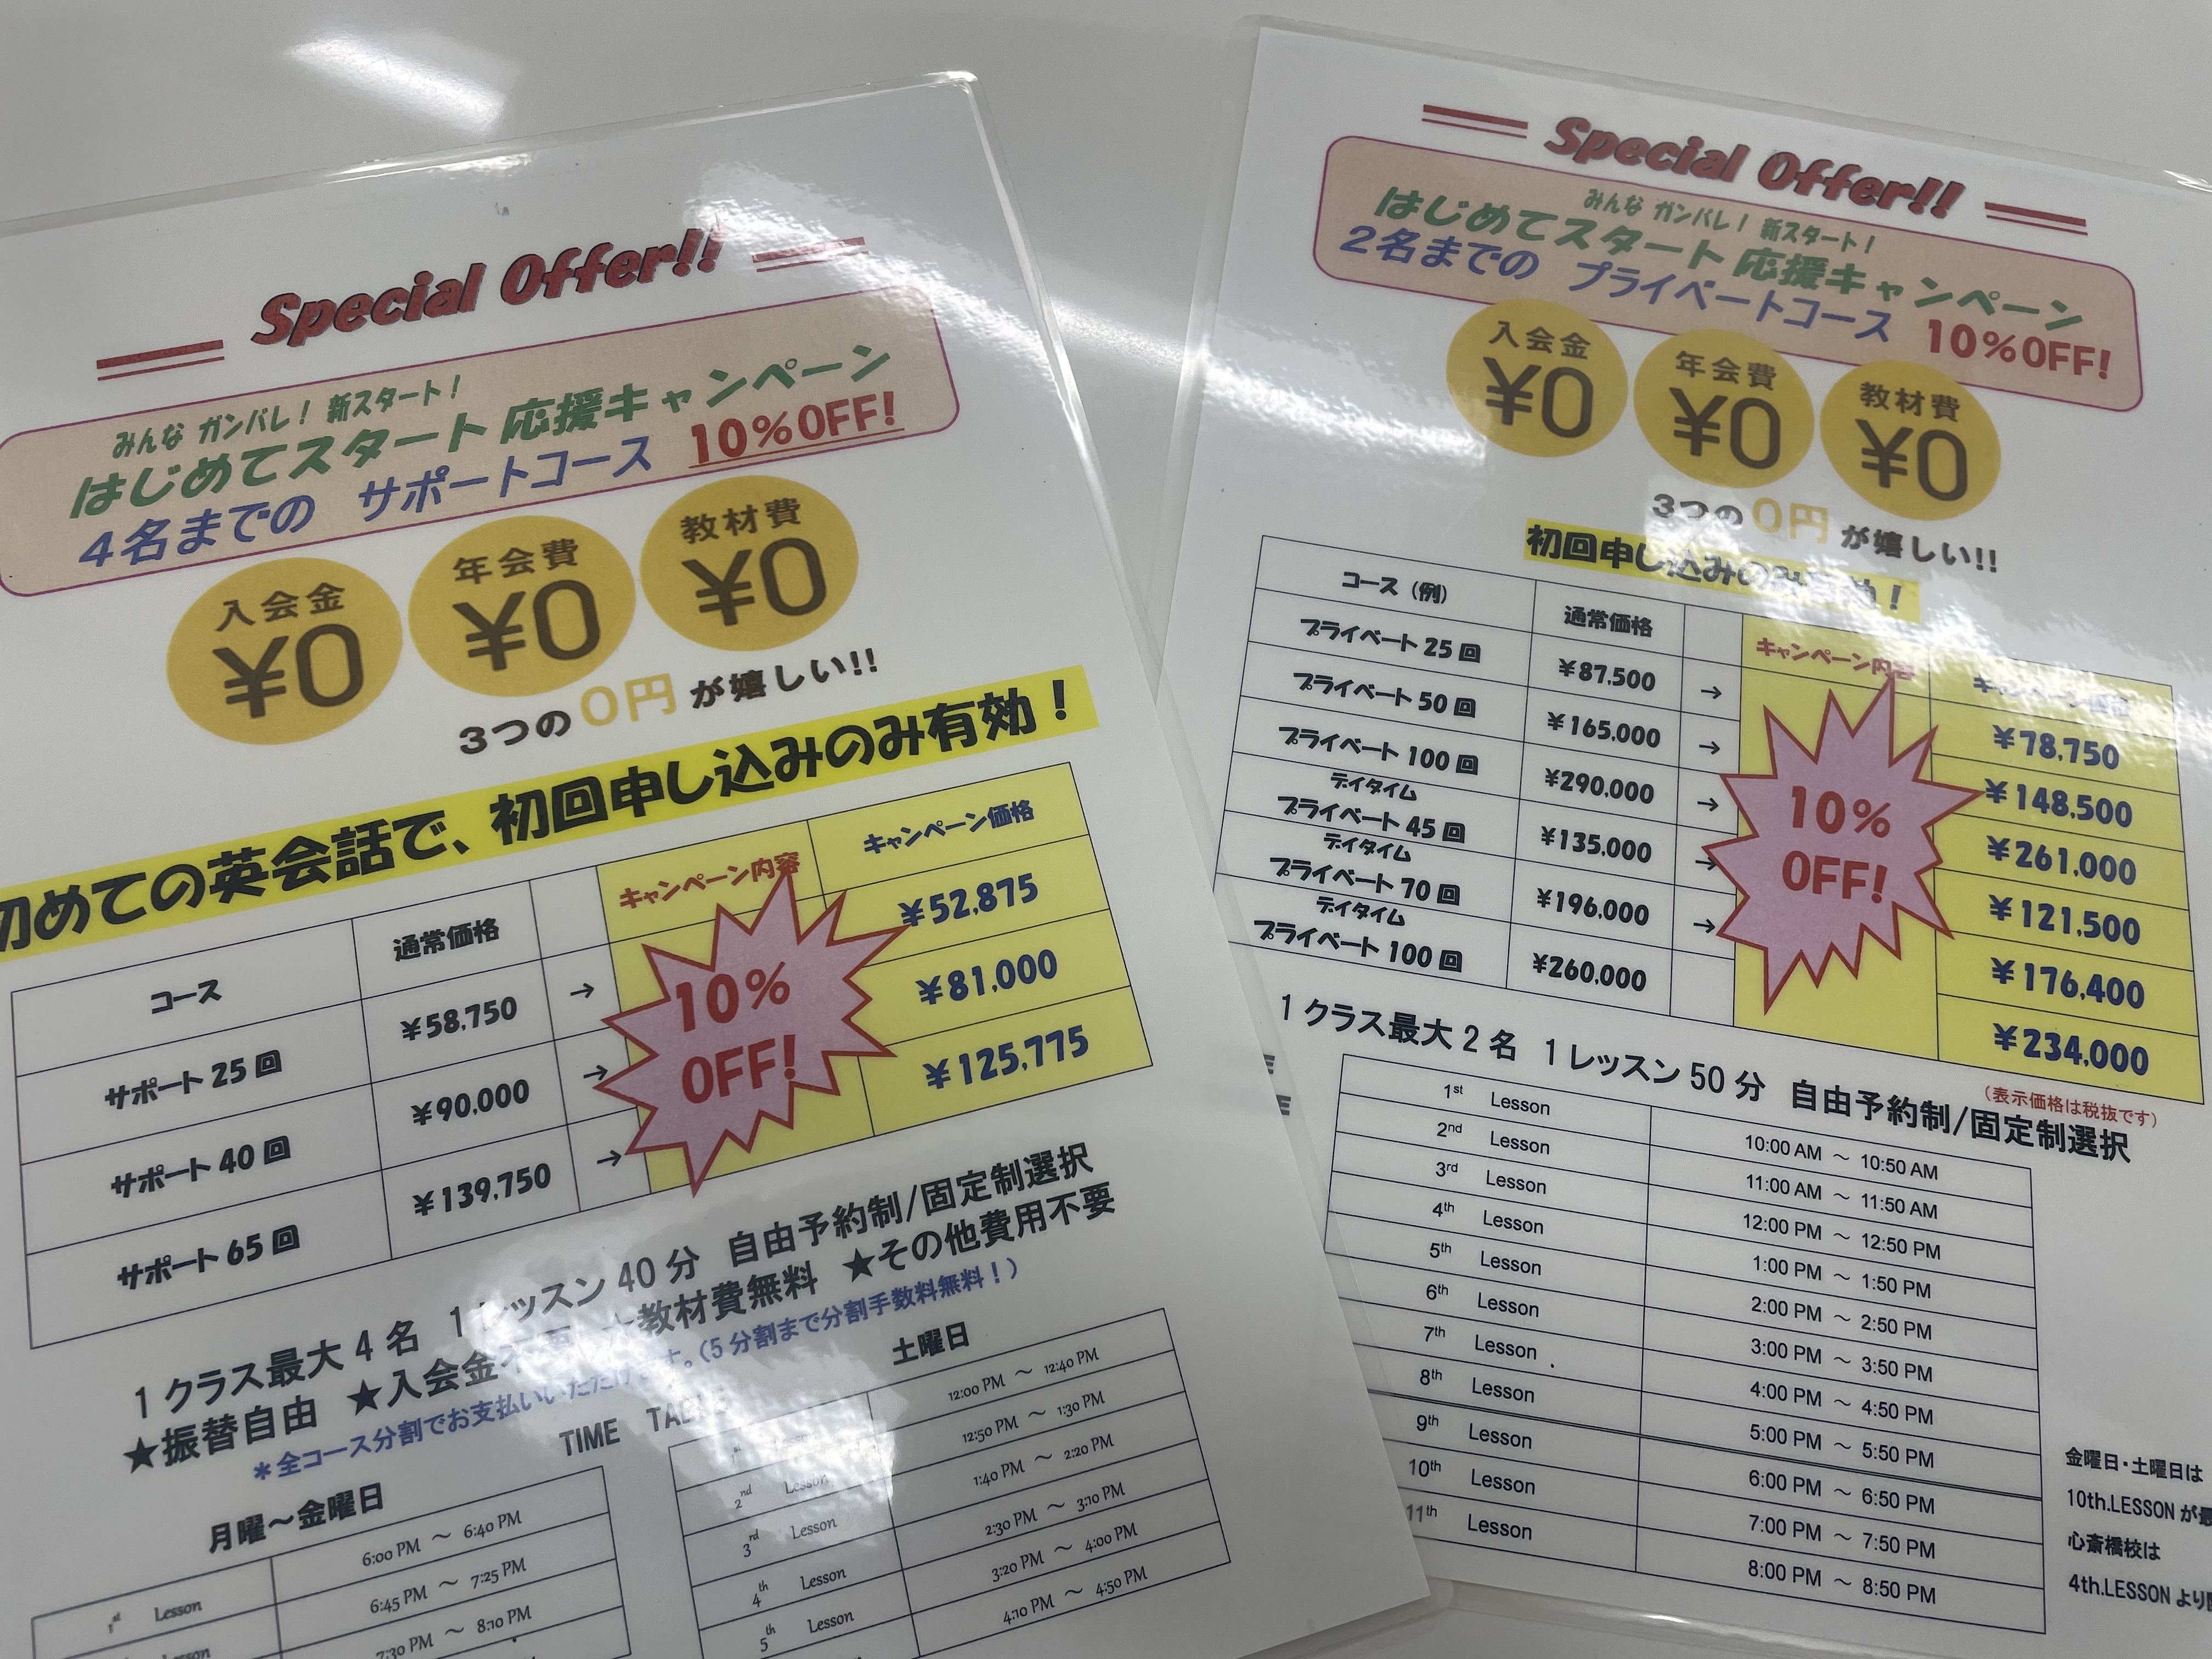 Special Offer!!
みんな ガンバレ！ 新スタート！
はじめてスタート 応援キャンペーン
4名までの サポートコース 10%OFF!
入会金 ¥0
年会費 ¥0
教材費 ¥0
3つの0円が嬉しい!!
初めての英会話で、初回申し込みのみ有効！
コース 通常価格 キャンペーン内容 キャンペーン価格
サポート 25 回 ¥58,750 → ¥52,875
サポート 40 回 ¥90,000 → ¥81,000
サポート 65 回 ¥139,750 → ¥125,775
10%
OFF!
1 クラス最大 4 名 1 レッスン 40 分 自由予約制/固定制選択
★振替自由 ★入会金 教材費無料 ★その他費用不要
＊全コース分割でお支払いいただけます。(5 分割まで分割手数料無料！)
TIME
月曜〜金曜日
1st Lesson 6:00 PM 〜 6:40 PM
Lesson 6:45 PM 〜 7:25 PM
7:30 PM 〜 8:10 PM
土曜日
12:00 PM 〜 12:40 PM
2nd Lesson 12:50 PM 〜 1:30 PM
3rd Lesson 1:40 PM 〜 2:20 PM
4th Lesson 2:30 PM 〜 3:10 PM
5th Lesson 3:20 PM 〜 4:00 PM
4:10 PM 〜 4:50 PM
Special Offer!!
みんな ガンバレ！ 新スタート！
はじめてスタート 応援キャンペーン
2名までの プライベートコース 10%OFF!
入会金 ¥0
年会費 ¥0
教材費 ¥0
3つの0円が嬉しい!!
初回申し込みのみ有効！
コース（例） 通常価格 キャンペーン内容 キャンペーン価格
プライベート 25 回 ¥87,500 → ¥78,750
プライベート 50 回 ¥165,000 → ¥148,500
プライベート 100 回 ¥290,000 → ¥261,000
デイタイム
プライベート 45 回 ¥135,000 → ¥121,500
デイタイム
プライベート 70 回 ¥196,000 → ¥176,400
デイタイム
プライベート 100 回 ¥260,000 ¥234,000
10%
OFF!
（表示価格は税抜です）
1 クラス最大 2 名 1 レッスン 50 分 自由予約制/固定制選択
1st Lesson 10:00 AM 〜 10:50 AM
2nd Lesson 11:00 AM 〜 11:50 AM
3rd Lesson 12:00 PM 〜 12:50 PM
4th Lesson 1:00 PM 〜 1:50 PM
5th Lesson 2:00 PM 〜 2:50 PM
6th Lesson 3:00 PM 〜 3:50 PM
7th Lesson 4:00 PM 〜 4:50 PM
8th Lesson 5:00 PM 〜 5:50 PM
9th Lesson 6:00 PM 〜 6:50 PM
10th Lesson 7:00 PM 〜 7:50 PM
11th Lesson 8:00 PM 〜 8:50 PM
金曜日・土曜日は
10th.LESSON が最
心斎橋校は
4th.LESSON より